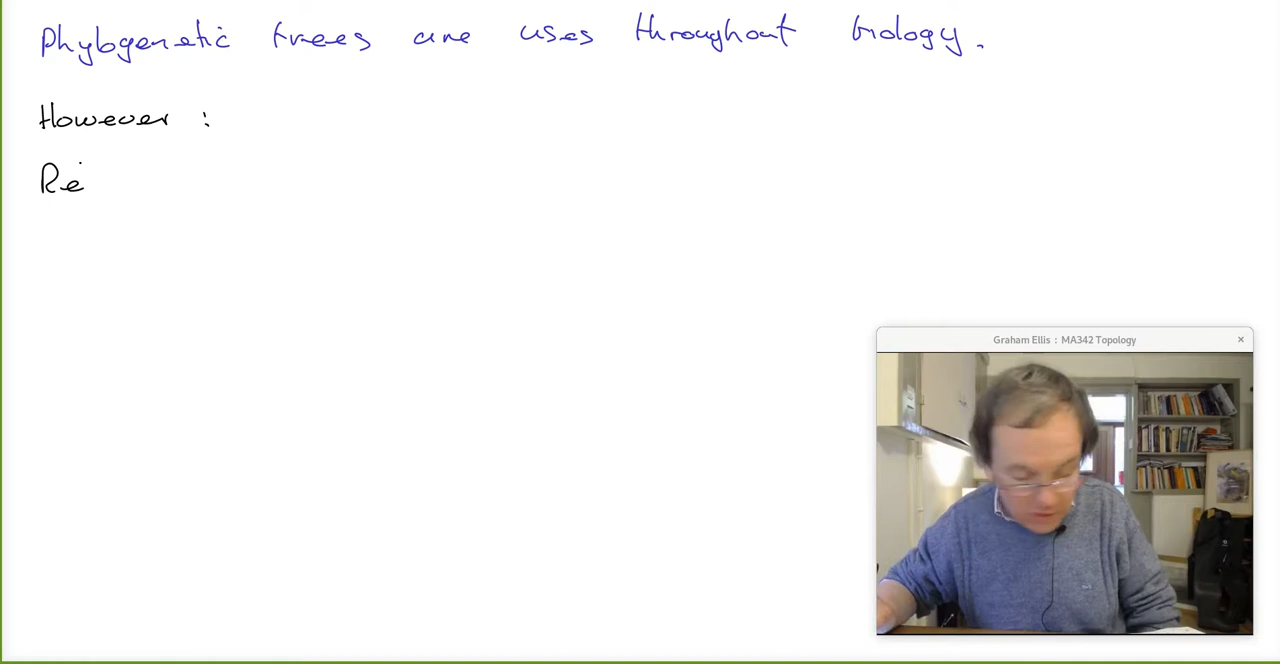 Phylogenetic trees are uses throughout biology.
However :
Re
Graham Ellis : MA342 Topology